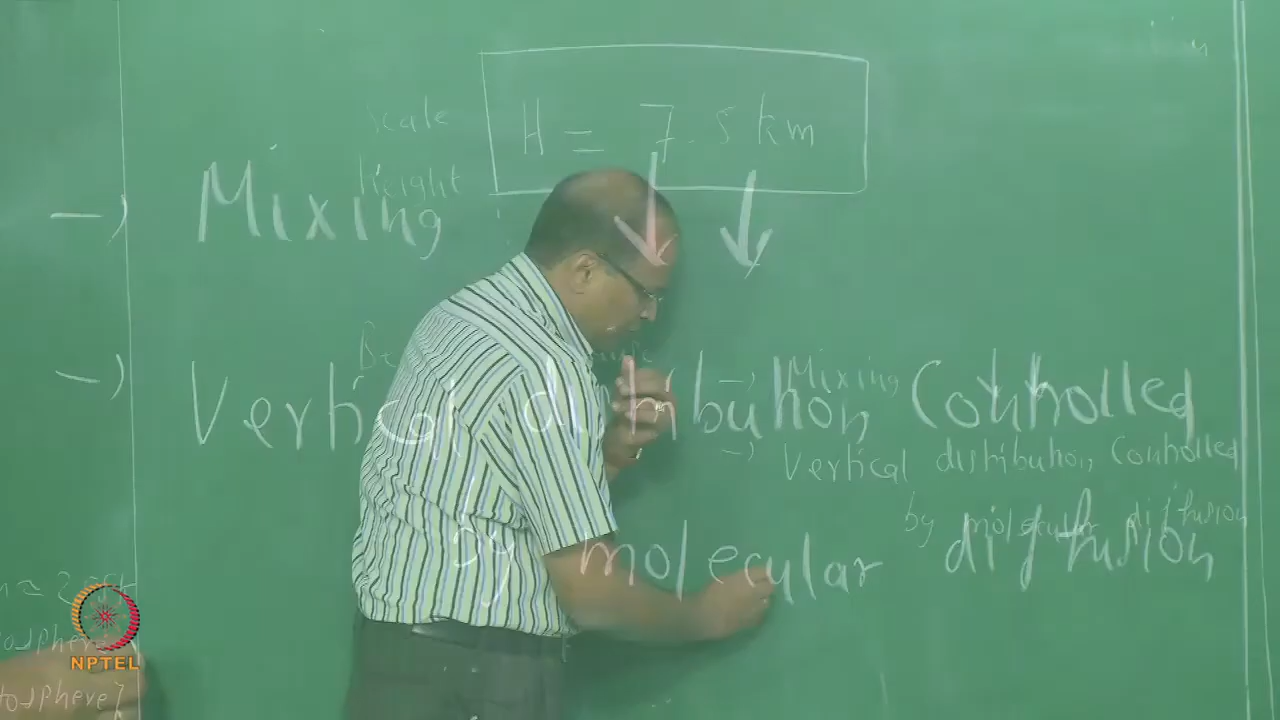 Scale
H = 7.5 km
Height
-) Mixing
-) Mixing
-) Vertical distribution Controlled
-) Vertical distribution Controlled
by molecular diffusion
by molecular diffusion
NPTEL